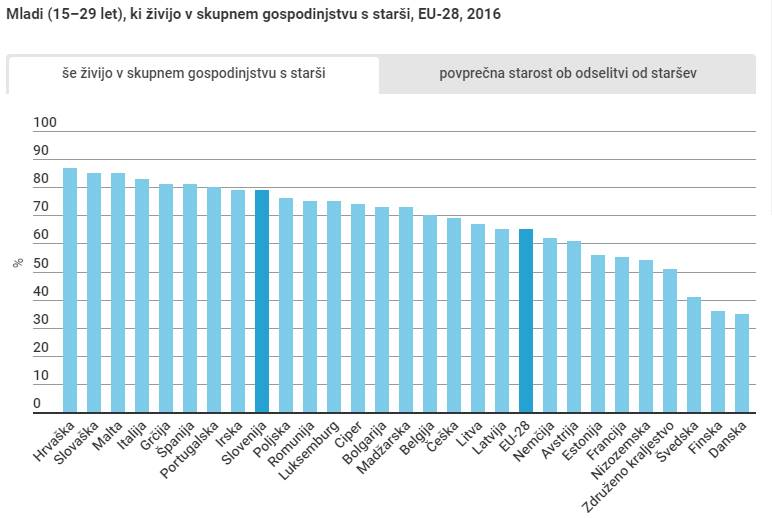 Mladi (15–29 let), ki živijo v skupnem gospodinjstvu s starši, EU-28, 2016
še živijo v skupnem gospodinjstvu s starši
povprečna starost ob odselitvi od staršev
100
90
80
70
60
50
40
30
20
10
0
%
Hrvaška
Slovaška
Malta
Italija
Grčija
Španija
Portugalska
Irska
Slovenija
Poljska
Romunija
Luksemburg
Ciper
Bolgarija
Madžarska
Belgija
Češka
Litva
Latvija
EU-28
Nemčija
Avstrija
Estonija
Francija
Nizozemska
Združeno kraljestvo
Švedska
Finska
Danska